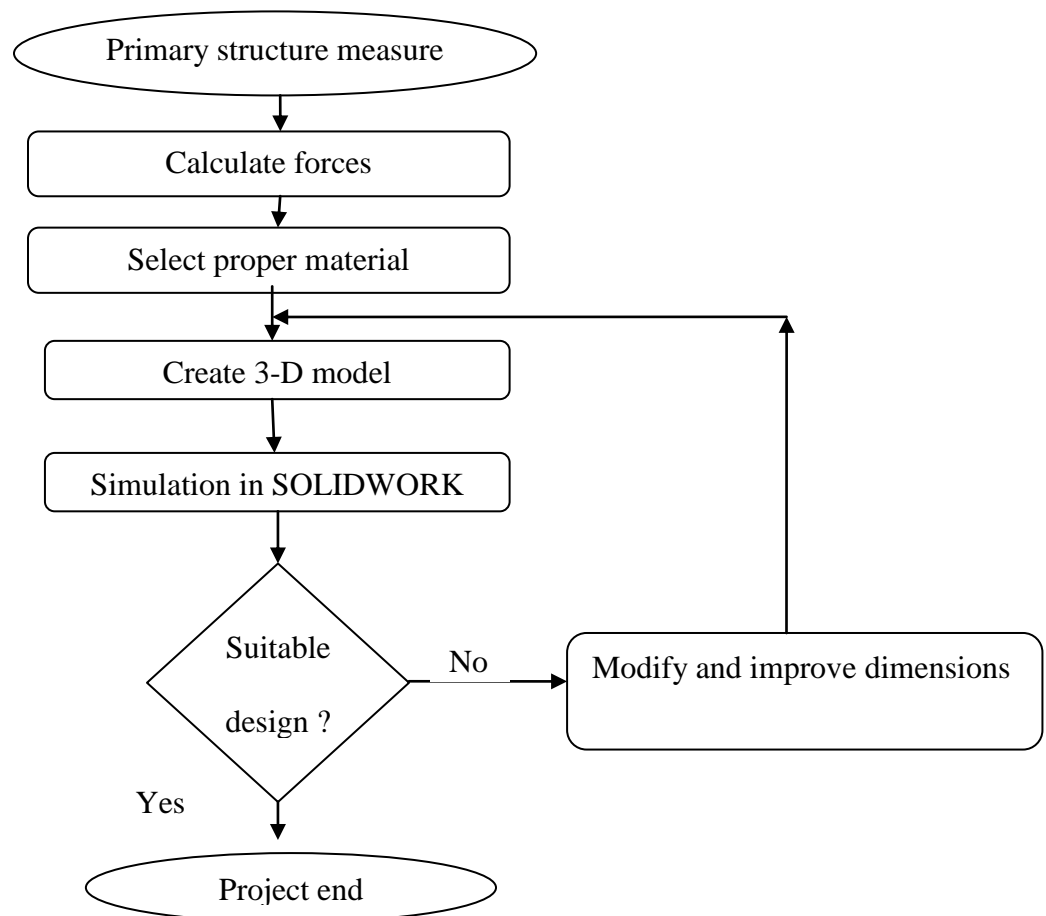 Primary structure measure
Calculate forces
Select proper material
Create 3-D model
Simulation in SOLIDWORK
Suitable
design ?
No
Modify and improve dimensions
Yes
Project end